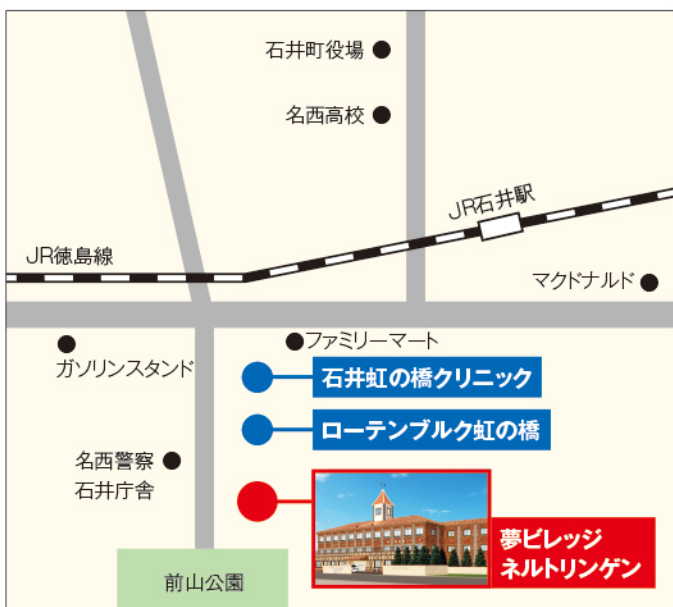 石井町役場
名西高校
JR石井駅
JR徳島線
マクドナルド
ファミリーマート
ガソリンスタンド
石井虹の橋クリニック
ローテンブルク虹の橋
名西警察
石井庁舎
夢ビレッジ
ネルトリンゲン
前山公園